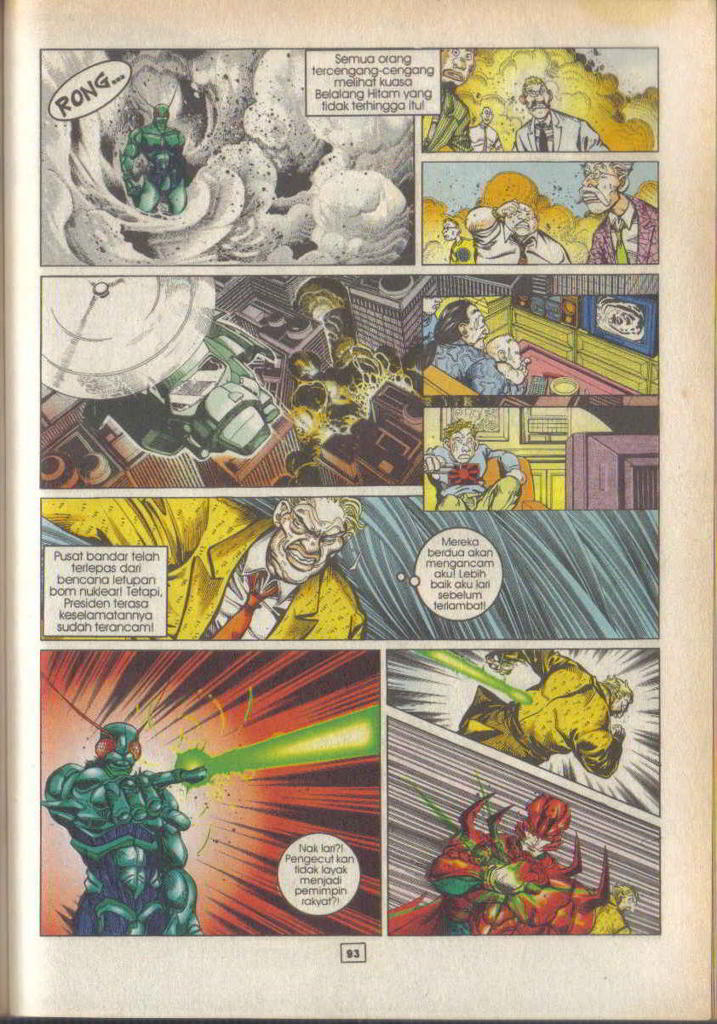 RONG...
Semua orang
tercengang-cengang
melihat kuasa
Belalang Hitam yang
tidak terhingga itu!
Pusat bandar telah
terlepas dari
bencana letupan
bom nuklear! Tetapi,
Presiden terasa
keselamatannya
sudah terancam!
Mereka
berdua akan
mengancam
aku! Lebih
baik aku lari
sebelum
terlambat!
Nak lari?!
Pengecut kan
tidak layak
menjadi
pemimpin
rakyat?!
93